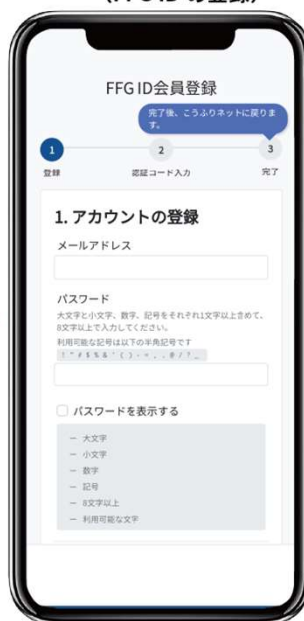 (FFG IDの登録)
FFG ID会員登録
完了後、こうふりネットに戻りま
す。
1
2
3
登録
認証コード入力
完了
1. アカウントの登録
メールアドレス
パスワード
大文字と小文字、数字、記号をそれぞれ1文字以上含めて、
8文字以上で入力してください。
利用可能な記号は以下の半角記号です
パスワードを表示する
— 大文字
— 小文字
— 数字
— 記号
— 8文字以上
— 利用可能な文字